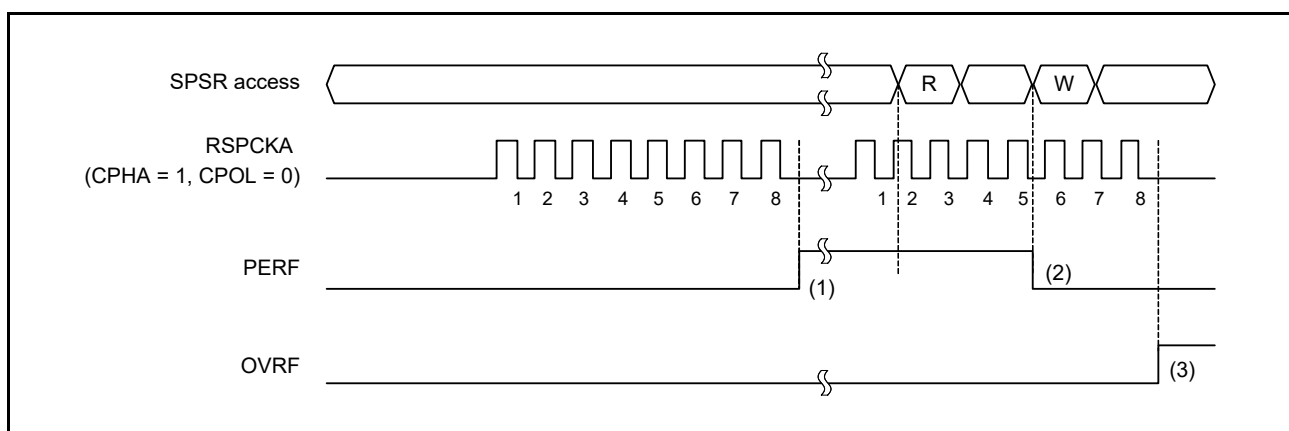 SPSR access
R
W
RSPCKA
(CPHA = 1, CPOL = 0)
1 2 3 4 5 6 7 8 1 2 3 4 5 6 7 8
PERF
(1)
(2)
OVRF
(3)